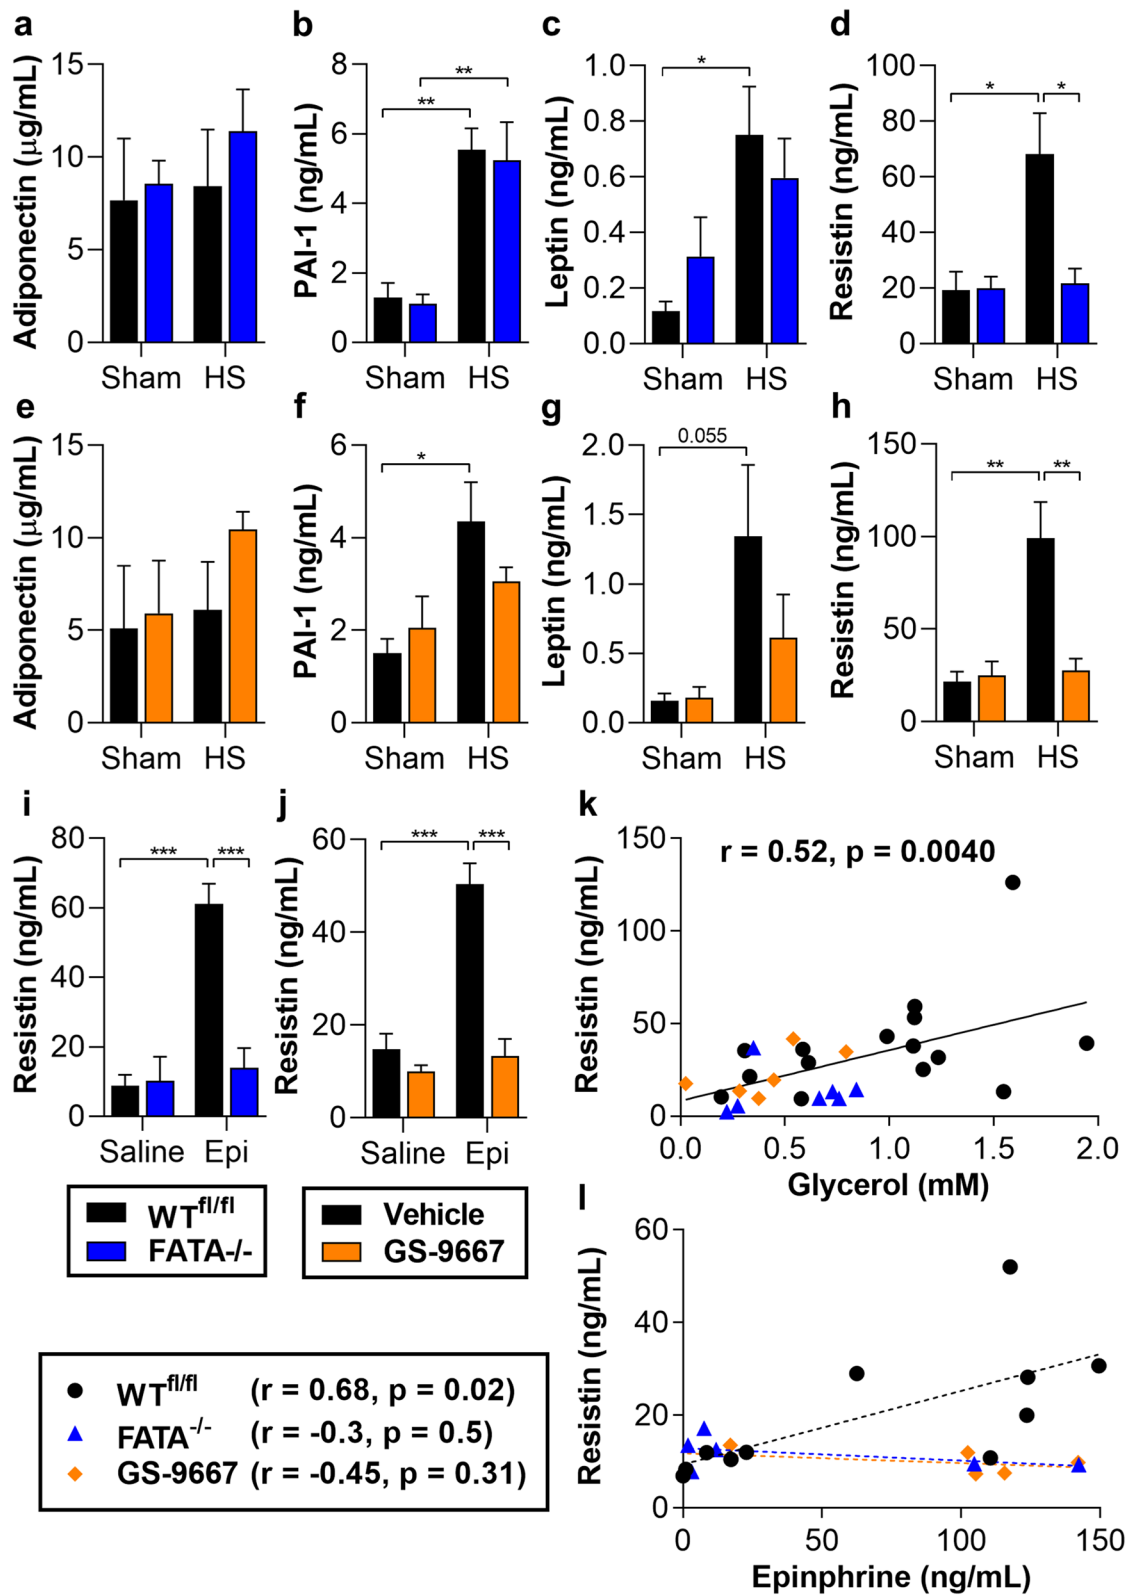 a
Adiponectin (μg/mL)
15
10
5
0
Sham HS
b
PAI-1 (ng/mL)
8
6
4
2
0
**
**
Sham HS
c
Leptin (ng/mL)
1.0
0.8
0.6
0.4
0.2
0.0
*
Sham HS
d
Resistin (ng/mL)
100
80
60
40
20
0
* *
Sham HS
e
Adiponectin (μg/mL)
15
10
5
0
Sham HS
f
PAI-1 (ng/mL)
6
4
2
0
*
Sham HS
g
Leptin (ng/mL)
2.0
1.5
1.0
0.5
0.0
0.055
Sham HS
h
Resistin (ng/mL)
150
100
50
0
** **
Sham HS
i
Resistin (ng/mL)
80
60
40
20
0
*** ***
Saline Epi
WTfl/fl
FATA-/-
j
Resistin (ng/mL)
60
40
20
0
*** ***
Saline Epi
Vehicle
GS-9667
k
Resistin (ng/mL)
150
100
50
0
r = 0.52, p = 0.0040
0.0 0.5 1.0 1.5 2.0
Glycerol (mM)
l
Resistin (ng/mL)
60
40
20
0
0 50 100 150
Epinphrine (ng/mL)
WTfl/fl (r = 0.68, p = 0.02)
FATA-/- (r = -0.3, p = 0.5)
GS-9667 (r = -0.45, p = 0.31)